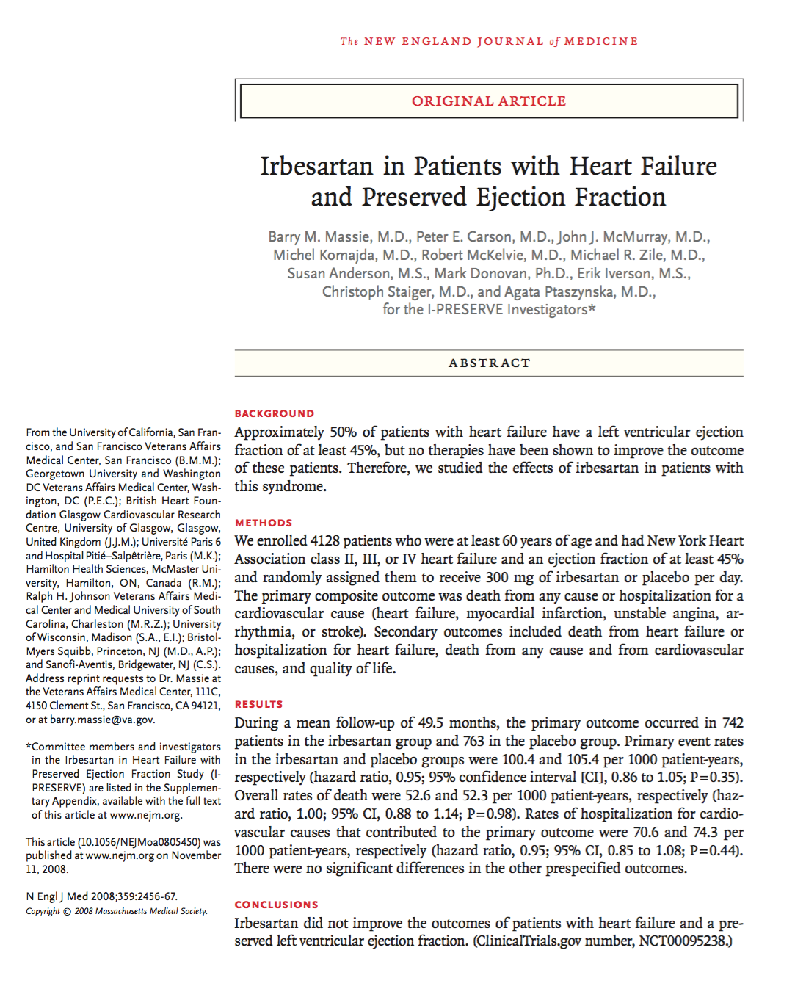 The NEW ENGLAND JOURNAL of MEDICINE
ORIGINAL ARTICLE
Irbesartan in Patients with Heart Failure
and Preserved Ejection Fraction
Barry M. Massie, M.D., Peter E. Carson, M.D., John J. McMurray, M.D.,
Michel Komajda, M.D., Robert McKelvie, M.D., Michael R. Zile, M.D.,
Susan Anderson, M.S., Mark Donovan, Ph.D., Erik Iverson, M.S.,
Christoph Staiger, M.D., and Agata Ptaszynska, M.D.,
for the I-PRESERVE Investigators*
ABSTRACT
From the University of California, San Fran-
cisco, and San Francisco Veterans Affairs
Medical Center, San Francisco (B.M.M.);
Georgetown University and Washington
DC Veterans Affairs Medical Center, Wash-
ington, DC (P.E.C.); British Heart Foun-
dation Glasgow Cardiovascular Research
Centre, University of Glasgow, Glasgow,
United Kingdom (J.J.M.); Université Paris 6
and Hospital Pitié–Salpêtrière, Paris (M.K.);
Hamilton Health Sciences, McMaster Uni-
versity, Hamilton, ON, Canada (R.M.);
Ralph H. Johnson Veterans Affairs Medi-
cal Center and Medical University of South
Carolina, Charleston (M.R.Z.); University
of Wisconsin, Madison (S.A., E.I.); Bristol-
Myers Squibb, Princeton, NJ (M.D., A.P.);
and Sanofi-Aventis, Bridgewater, NJ (C.S.).
Address reprint requests to Dr. Massie at
the Veterans Affairs Medical Center, 111C,
4150 Clement St., San Francisco, CA 94121,
or at barry.massie@va.gov.
*Committee members and investigators
in the Irbesartan in Heart Failure with
Preserved Ejection Fraction Study (I-
PRESERVE) are listed in the Supplemen-
tary Appendix, available with the full text
of this article at www.nejm.org.
This article (10.1056/NEJMoa0805450) was
published at www.nejm.org on November
11, 2008.
N Engl J Med 2008;359:2456-67.
Copyright © 2008 Massachusetts Medical Society.
BACKGROUND
Approximately 50% of patients with heart failure have a left ventricular ejection
fraction of at least 45%, but no therapies have been shown to improve the outcome
of these patients. Therefore, we studied the effects of irbesartan in patients with
this syndrome.
METHODS
We enrolled 4128 patients who were at least 60 years of age and had New York Heart
Association class II, III, or IV heart failure and an ejection fraction of at least 45%
and randomly assigned them to receive 300 mg of irbesartan or placebo per day.
The primary composite outcome was death from any cause or hospitalization for a
cardiovascular cause (heart failure, myocardial infarction, unstable angina, ar-
rhythmia, or stroke). Secondary outcomes included death from heart failure or
hospitalization for heart failure, death from any cause and from cardiovascular
causes, and quality of life.
RESULTS
During a mean follow-up of 49.5 months, the primary outcome occurred in 742
patients in the irbesartan group and 763 in the placebo group. Primary event rates
in the irbesartan and placebo groups were 100.4 and 105.4 per 1000 patient-years,
respectively (hazard ratio, 0.95; 95% confidence interval [CI], 0.86 to 1.05; P=0.35).
Overall rates of death were 52.6 and 52.3 per 1000 patient-years, respectively (haz-
ard ratio, 1.00; 95% CI, 0.88 to 1.14; P=0.98). Rates of hospitalization for cardio-
vascular causes that contributed to the primary outcome were 70.6 and 74.3 per
1000 patient-years, respectively (hazard ratio, 0.95; 95% CI, 0.85 to 1.08; P=0.44).
There were no significant differences in the other prespecified outcomes.
CONCLUSIONS
Irbesartan did not improve the outcomes of patients with heart failure and a pre-
served left ventricular ejection fraction. (ClinicalTrials.gov number, NCT00095238.)